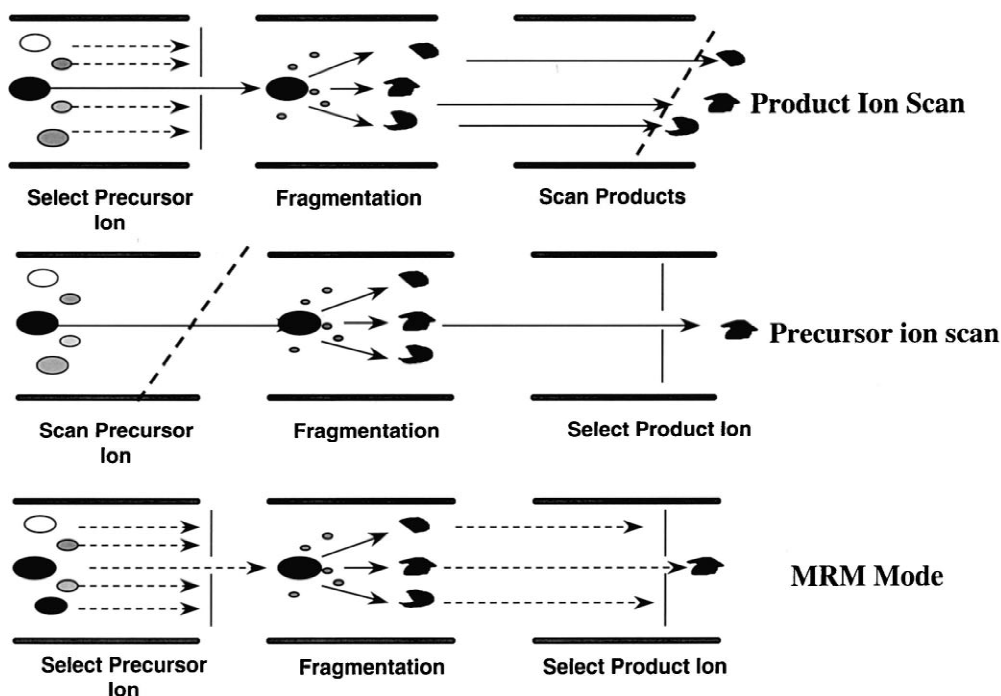 Product Ion Scan
Select Precursor
Ion
Fragmentation
Scan Products
Precursor ion scan
Scan Precursor
Ion
Fragmentation
Select Product Ion
MRM Mode
Select Precursor
Ion
Fragmentation
Select Product Ion